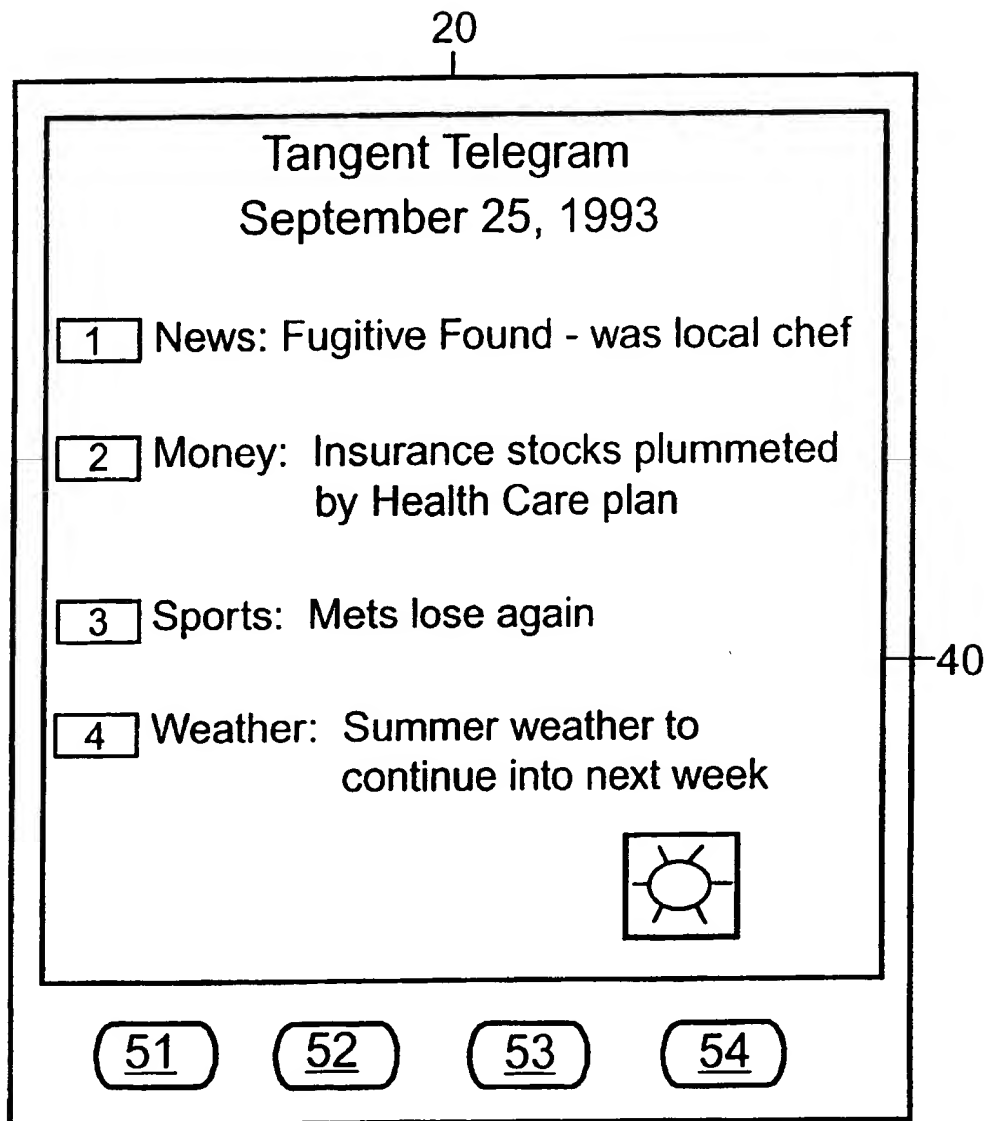 20
Tangent Telegram
September 25, 1993
1 News: Fugitive Found - was local chef
2 Money: Insurance stocks plummeted
by Health Care plan
3 Sports: Mets lose again
40
4 Weather: Summer weather to
continue into next week
51 52 53 54